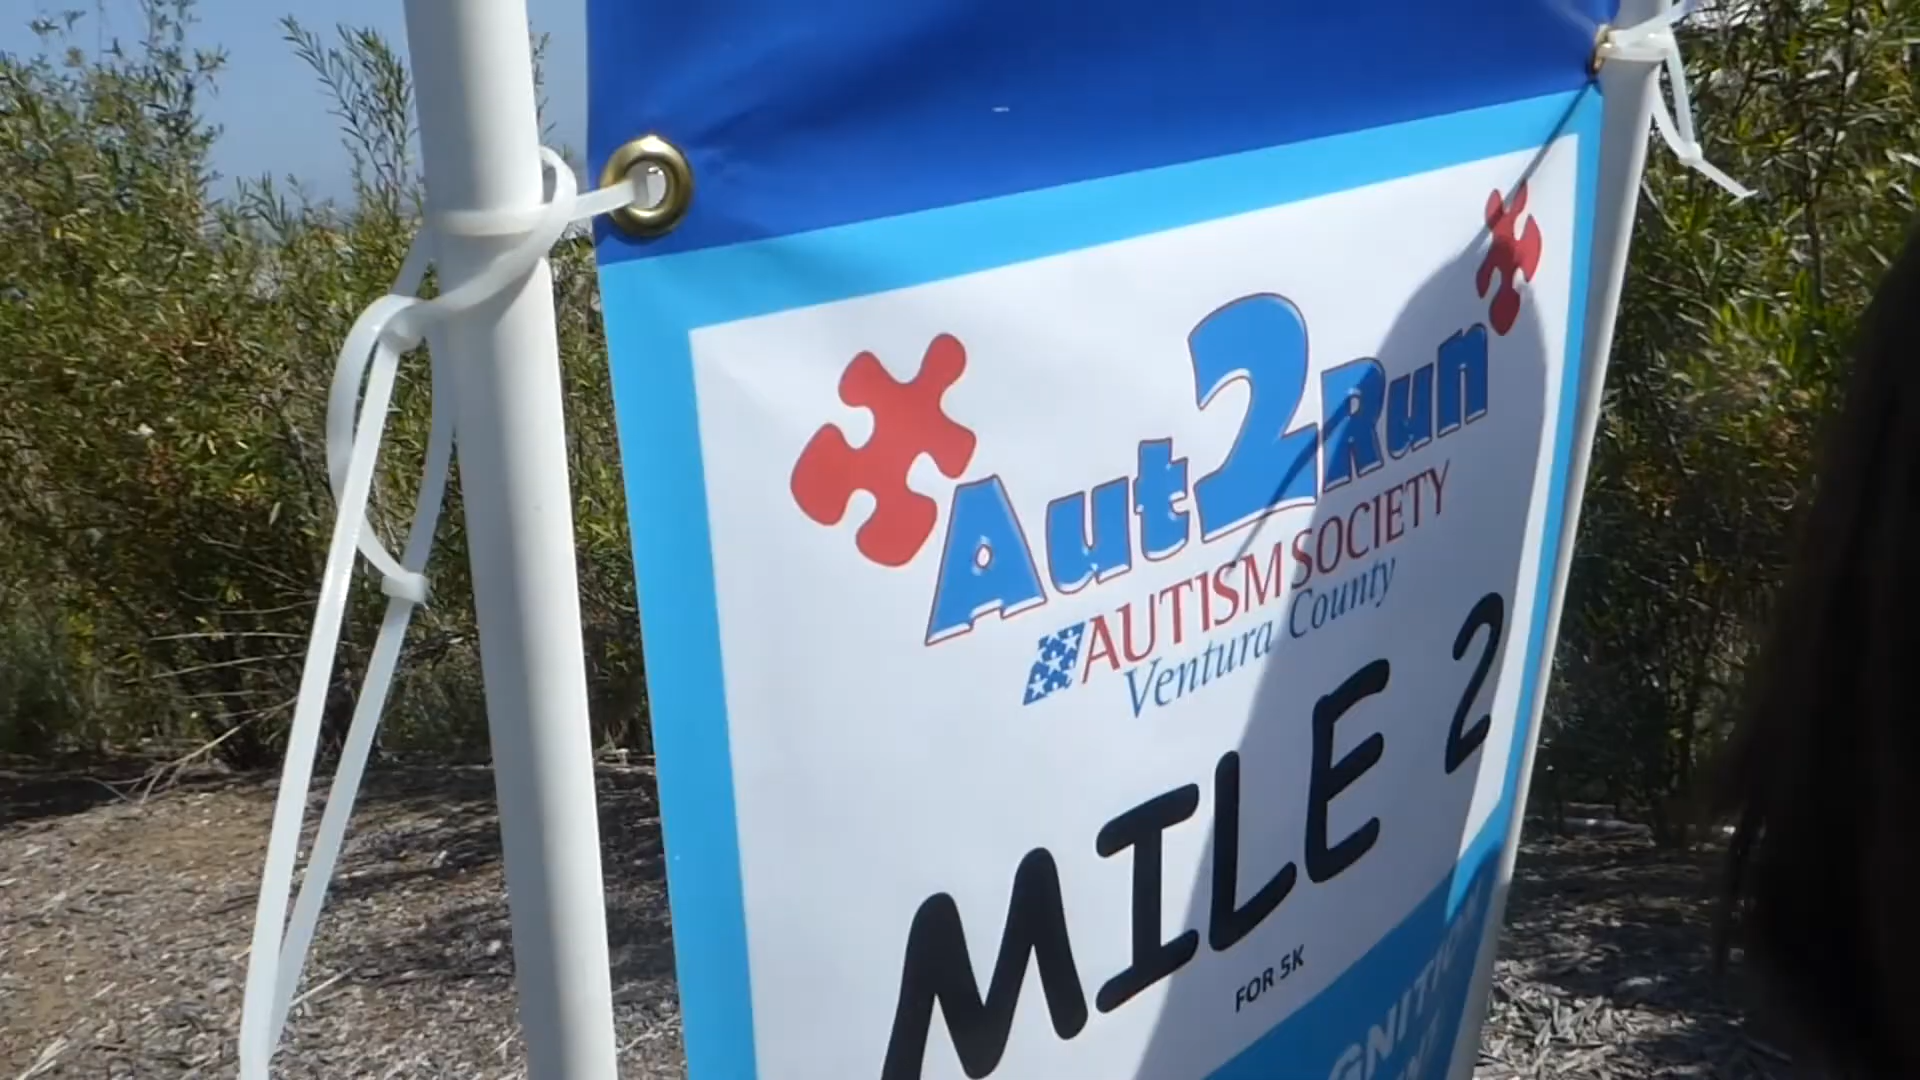 Aut2Run
AUTISM SOCIETY
Ventura County
MILE 2
FOR 5K